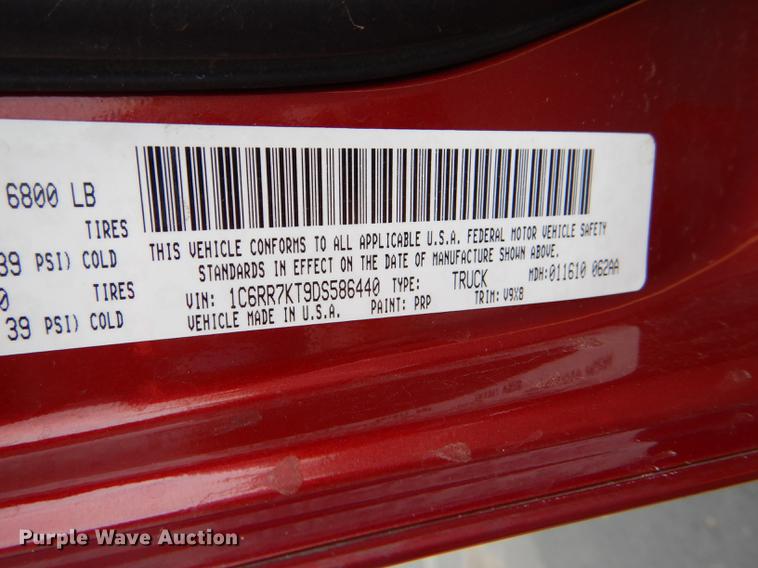 6800 LB
TIRES
39 PSI) COLD
0
TIRES
39 PSI) COLD
THIS VEHICLE CONFORMS TO ALL APPLICABLE U.S.A. FEDERAL MOTOR VEHICLE SAFETY
STANDARDS IN EFFECT ON THE DATE OF MANUFACTURE SHOWN ABOVE.
VIN: 1C6RR7KT9DS586440 TYPE: TRUCK MDH:011610 062AA
VEHICLE MADE IN U.S.A. PAINT: PRP TRIM: V9X8
Purple Wave Auction